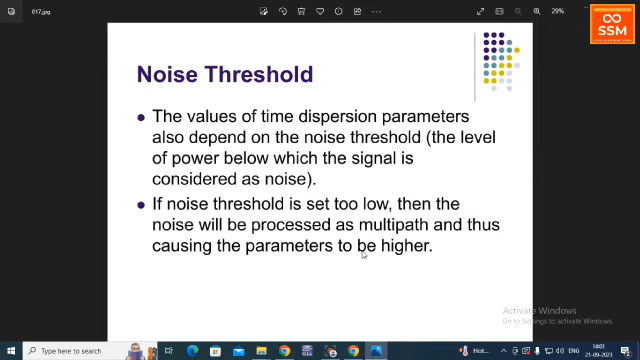 017.jpg
29%
SSM
Noise Threshold
The values of time dispersion parameters
also depend on the noise threshold (the level
of power below which the signal is
considered as noise).
If noise threshold is set too low, then the
noise will be processed as multipath and thus
causing the parameters to be higher.
Activate Windows
Go to Settings to activate Windows.
Type here to search
Hot...
ENG
14:01
21-09-2023